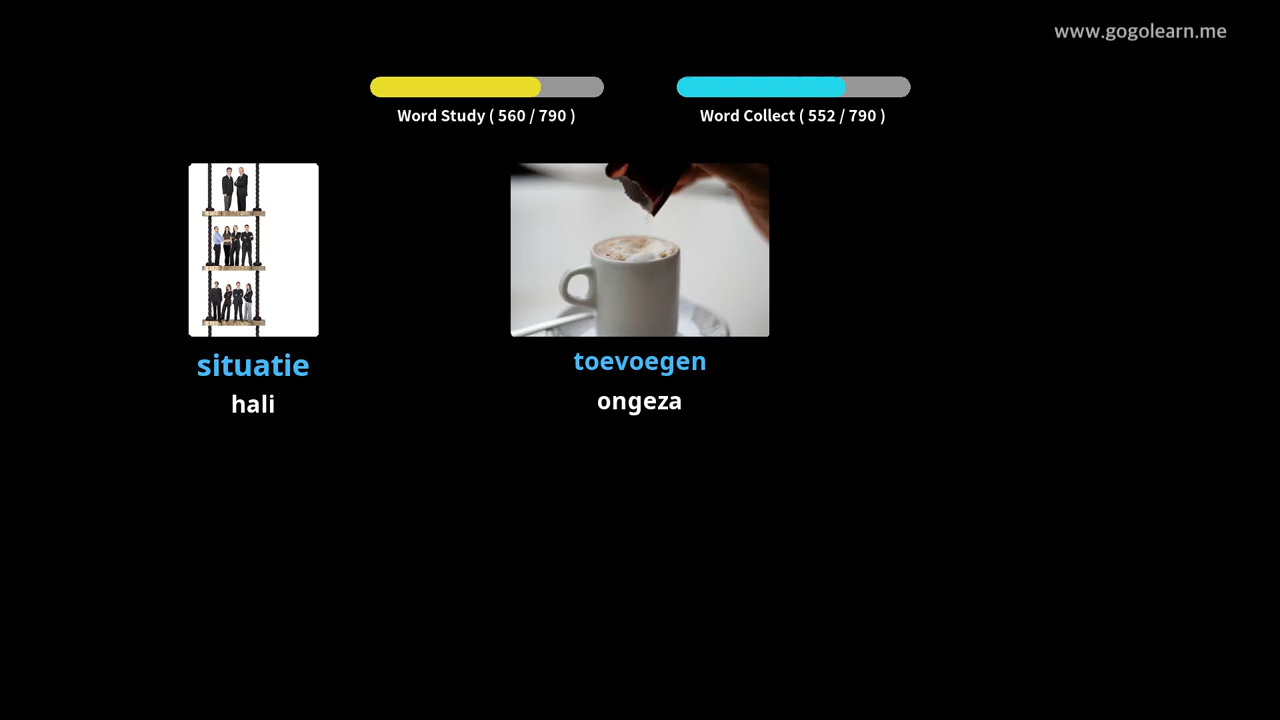 www.gogolearn.me
Word Study ( 560 / 790 )
Word Collect ( 552 / 790 )
situatie
hali
toevoegen
ongeza